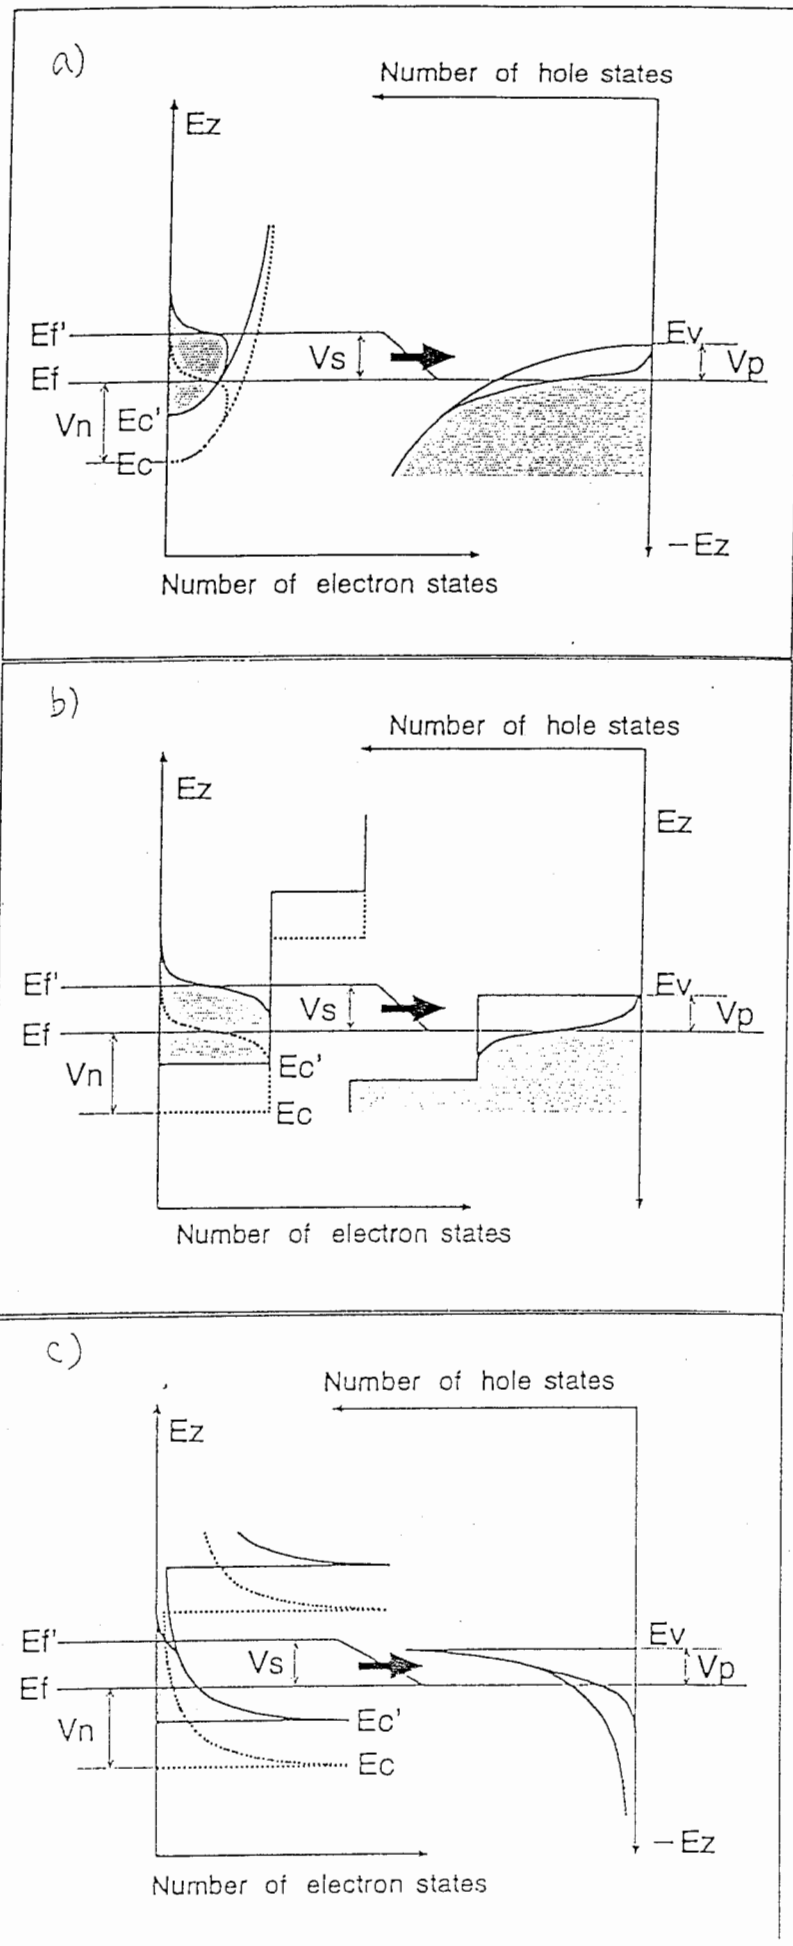 a)
Number of hole states
Ez
Ef'
Ev
Vs
Vp
Ef
Vn
Ec'
Ec
−Ez
Number of electron states
b)
Number of hole states
Ez
Ez
Ef'
Ev
Vs
Vp
Ef
Vn
Ec'
Ec
Number of electron states
c)
Number of hole states
Ez
Ef'
Ev
Vs
Vp
Ef
Vn
Ec'
Ec
−Ez
Number of electron states